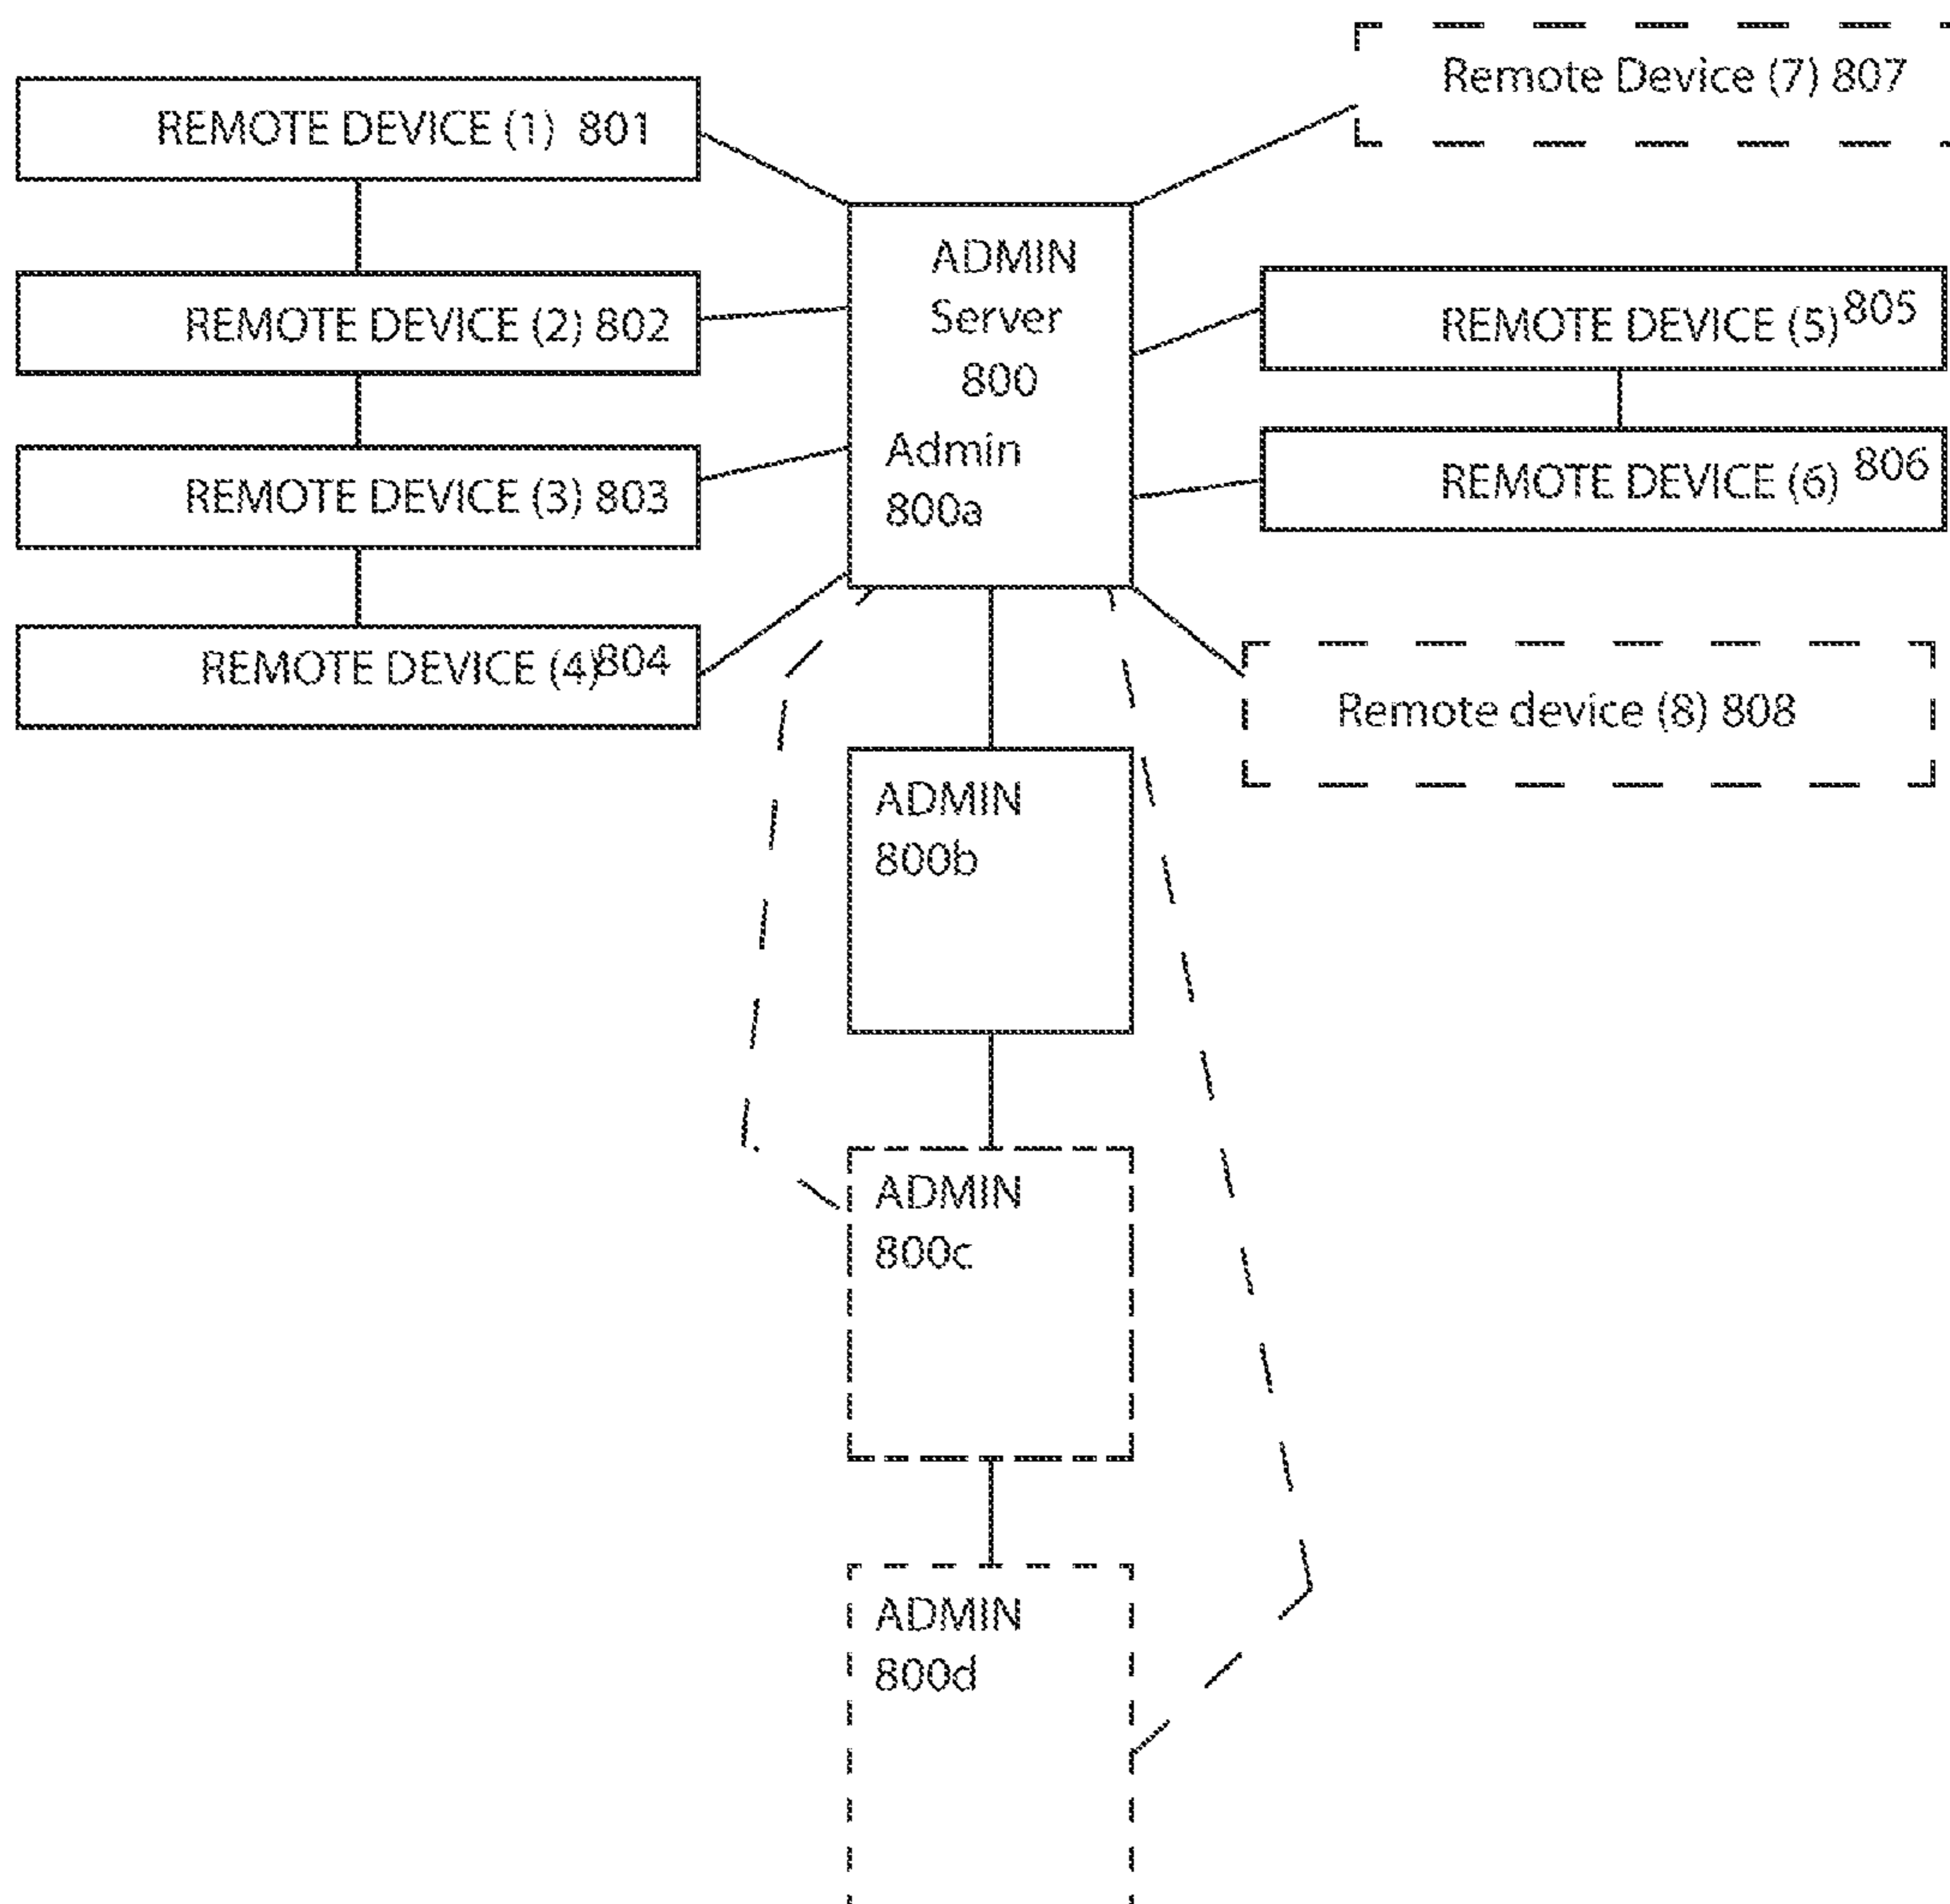 Remote Device (7) 807
REMOTE DEVICE (1) 801
REMOTE DEVICE (2) 802
REMOTE DEVICE (3) 803
REMOTE DEVICE (4) 804
ADMIN
Server
800
Admin
800a
REMOTE DEVICE (5) 805
REMOTE DEVICE (6) 806
Remote device (8) 808
ADMIN
800b
ADMIN
800c
ADMIN
800d